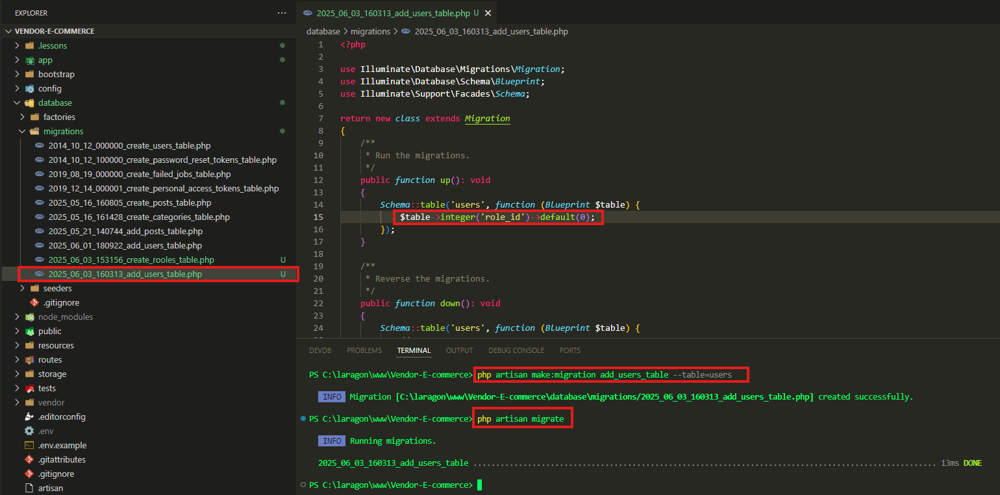 EXPLORER
VENDOR-E-COMMERCE
.lessons
app
bootstrap
config
database
factories
migrations
2014_10_12_000000_create_users_table.php
2014_10_12_100000_create_password_reset_tokens_table.php
2019_08_19_000000_create_failed_jobs_table.php
2019_12_14_000001_create_personal_access_tokens_table.php
2025_05_16_160805_create_posts_table.php
2025_05_16_161428_create_categories_table.php
2025_05_21_140744_add_posts_table.php
2025_06_01_180922_add_users_table.php
2025_06_03_153156_create_rooles_table.php U
2025_06_03_160313_add_users_table.php U
seeders
.gitignore
node_modules
public
resources
routes
storage
tests
vendor
.editorconfig
.env
.env.example
.gitattributes
.gitignore
artisan
2025_06_03_160313_add_users_table.php U
database > migrations > 2025_06_03_160313_add_users_table.php
1 <?php
2
3 use Illuminate\Database\Migrations\Migration;
4 use Illuminate\Database\Schema\Blueprint;
5 use Illuminate\Support\Facades\Schema;
6
7 return new class extends Migration
8 {
9 /**
10 * Run the migrations.
11 */
12 public function up(): void
13 {
14 Schema::table('users', function (Blueprint $table) {
15 $table->integer('role_id')->default(0);
16 });
17 }
18
19 /**
20 * Reverse the migrations.
21 */
22 public function down(): void
23 {
24 Schema::table('users', function (Blueprint $table) {
DEVDB PROBLEMS TERMINAL OUTPUT DEBUG CONSOLE PORTS
PS C:\laragon\www\Vendor-E-commerce> php artisan make:migration add_users_table --table=users
INFO Migration [C:\laragon\www\Vendor-E-commerce\database\migrations/2025_06_03_160313_add_users_table.php] created successfully.
PS C:\laragon\www\Vendor-E-commerce> php artisan migrate
INFO Running migrations.
2025_06_03_160313_add_users_table ........................................ 13ms DONE
PS C:\laragon\www\Vendor-E-commerce>